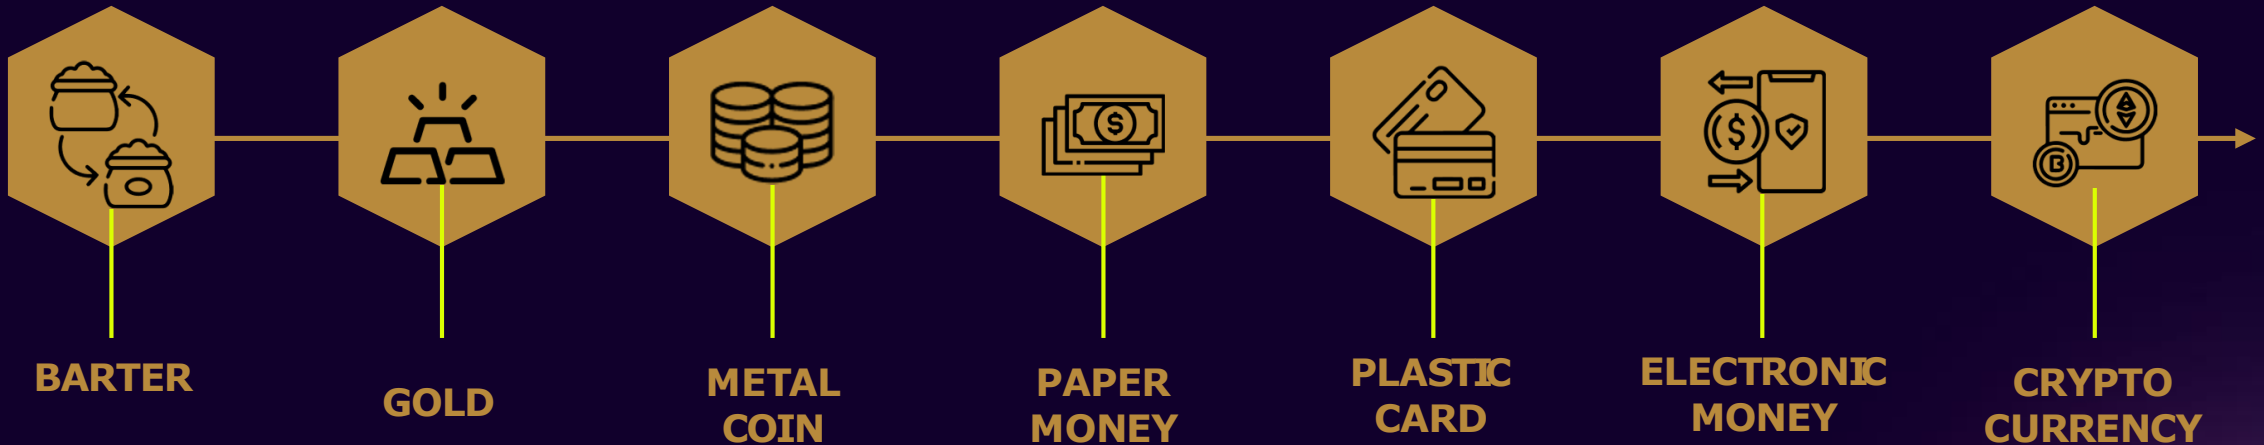 BARTER
GOLD
METAL
COIN
PAPER
MONEY
PLASTIC
CARD
ELECTRONIC
MONEY
CRYPTO
CURRENCY